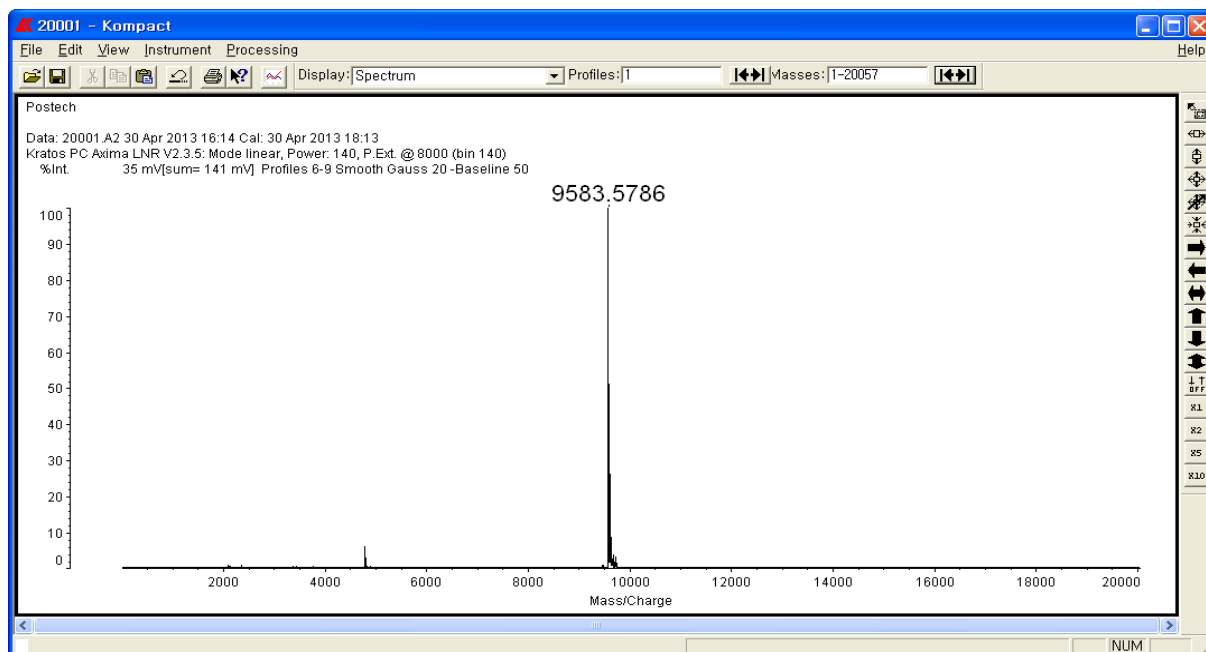 20001 - Kompact
File Edit View Instrument Processing Help
Display: Spectrum Profiles: 1 Masses: 1-20057
Postech
Data: 20001.A2 30 Apr 2013 16:14 Cal: 30 Apr 2013 18:13
Kratos PC Axima LNR V2.3.5: Mode linear, Power: 140, P.Ext. @ 8000 (bin 140)
%Int. 35 mV[sum= 141 mV] Profiles 6-9 Smooth Gauss 20 -Baseline 50
9583.5786
100
90
80
70
60
50
40
30
20
10
0
2000 4000 6000 8000 10000 12000 14000 16000 18000 20000
Mass/Charge
OFF
X1
X2
X5
X10
NUM